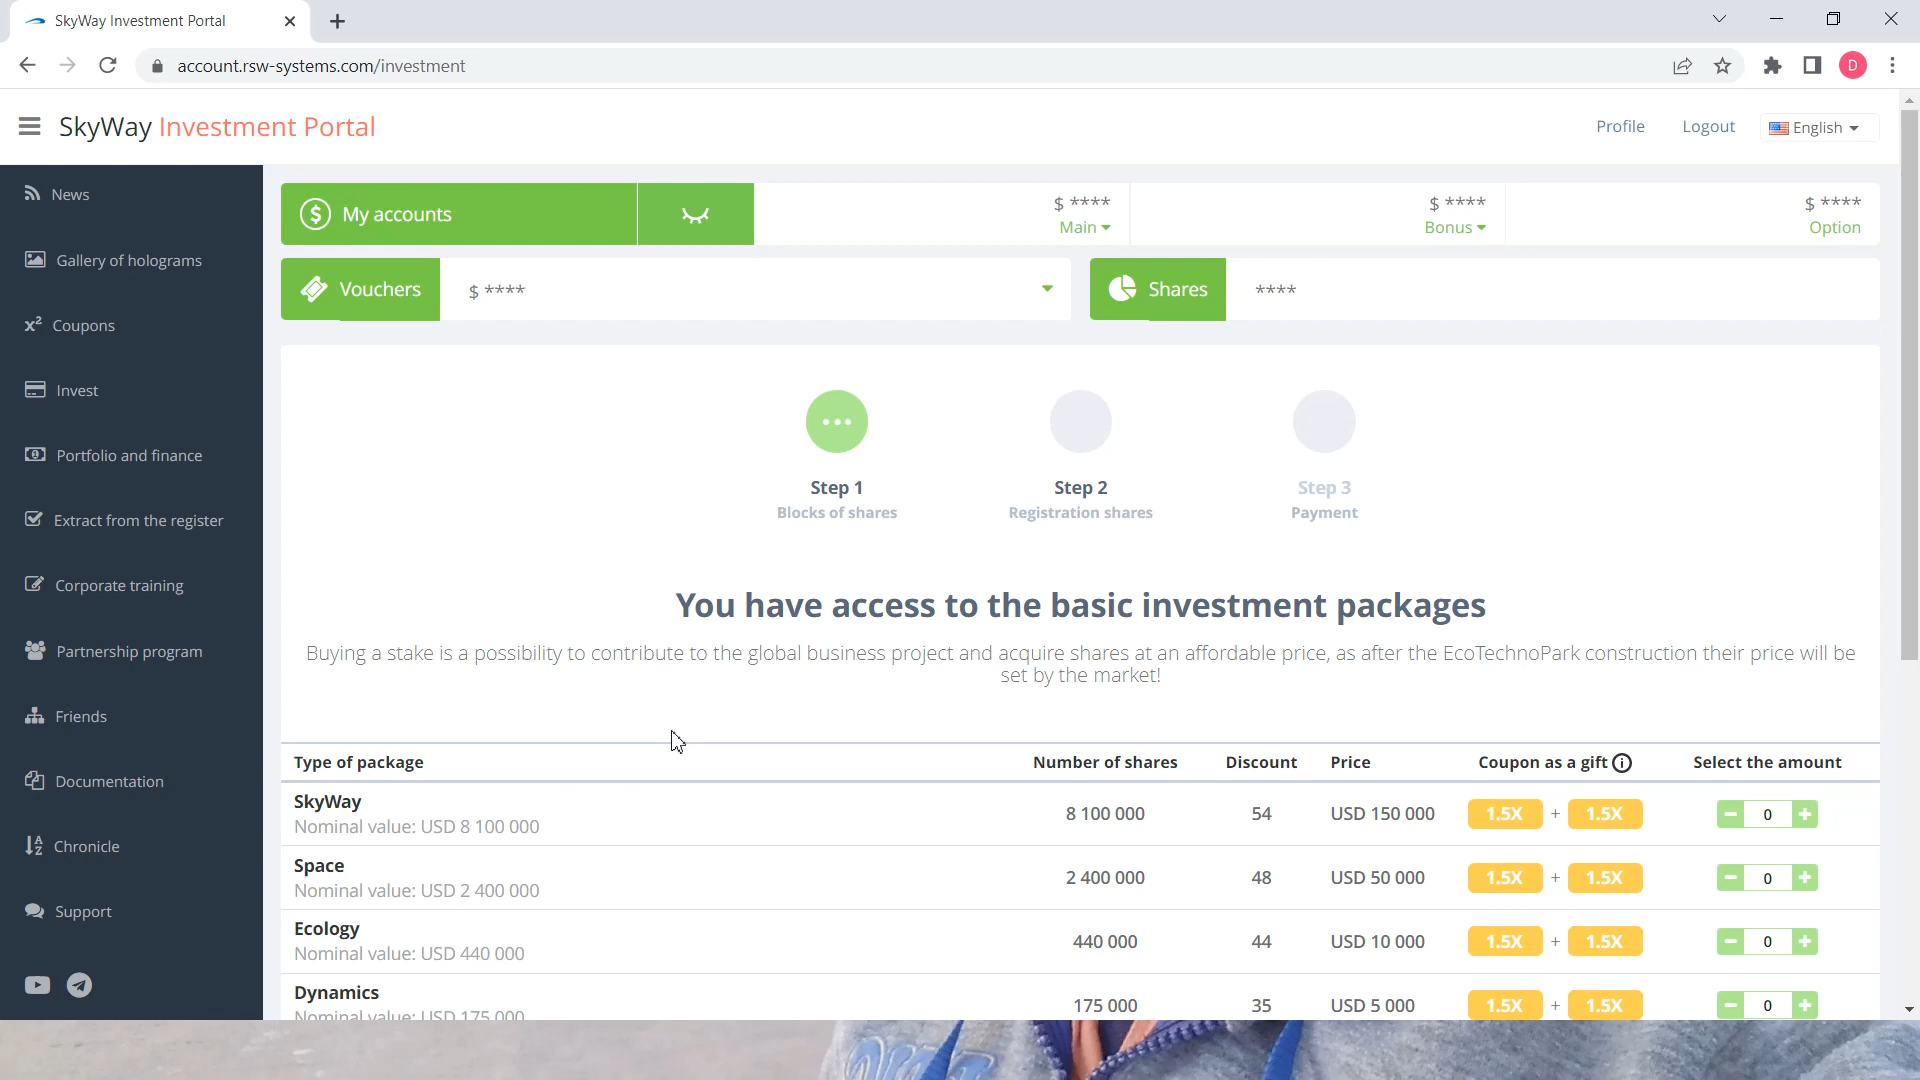 SkyWay Investment Portal
account.rsw-systems.com/investment
D
SkyWay Investment Portal
Profile
Logout
English
News
Gallery of holograms
x² Coupons
Invest
Portfolio and finance
Extract from the register
Corporate training
Partnership program
Friends
Documentation
Chronicle
Support
$ My accounts
$ ****
Main
$ ****
Bonus
$ ****
Option
Vouchers
$ ****
Shares
****
Step 1
Blocks of shares
Step 2
Registration shares
Step 3
Payment
You have access to the basic investment packages
Buying a stake is a possibility to contribute to the global business project and acquire shares at an affordable price, as after the EcoTechnoPark construction their price will be
set by the market!
Type of package Number of shares Discount Price Coupon as a gift Select the amount
SkyWay
Nominal value: USD 8 100 000
8 100 000 54 USD 150 000 1.5X + 1.5X - 0 +
Space
Nominal value: USD 2 400 000
2 400 000 48 USD 50 000 1.5X + 1.5X - 0 +
Ecology
Nominal value: USD 440 000
440 000 44 USD 10 000 1.5X + 1.5X - 0 +
Dynamics
Nominal value: USD 175 000
175 000 35 USD 5 000 1.5X + 1.5X - 0 +